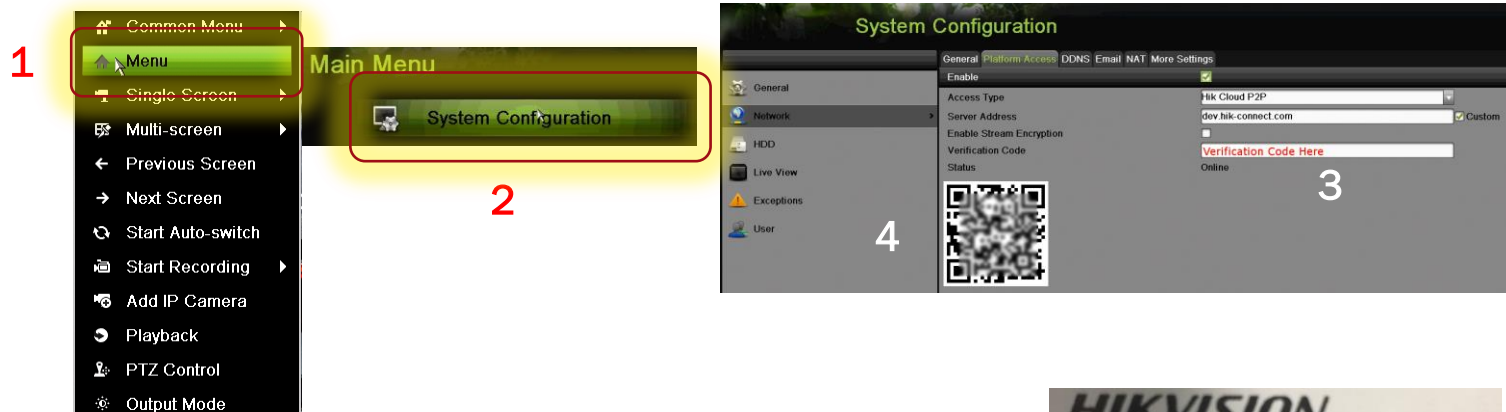 1
Common Menu
Menu
Single Screen
Multi-screen
Previous Screen
Next Screen
Start Auto-switch
Start Recording
Add IP Camera
Playback
PTZ Control
Output Mode
Main Menu
System Configuration
2
System Configuration
General Platform Access DDNS Email NAT More Settings
General
Network
HDD
Live View
Exceptions
User
4
Enable
Access Type Hik Cloud P2P
Server Address dev.hik-connect.com Custom
Enable Stream Encryption
Verification Code Verification Code Here
Status Online
3
HIKVISION